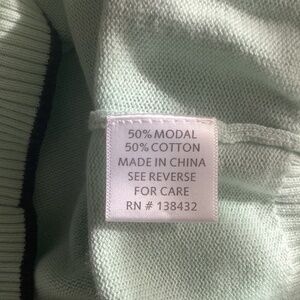 50% MODAL
50% COTTON
MADE IN CHINA
SEE REVERSE
FOR CARE
RN # 138432